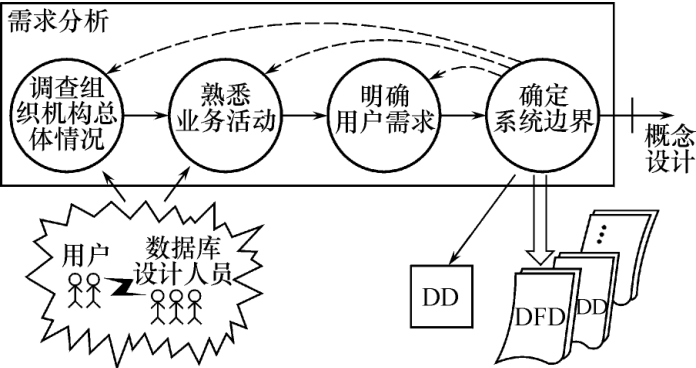 需求分析
调查组
织机构总
体情况
熟悉
业务活动
明确
用户需求
确定
系统边界
概念
设计
用户
数据库
设计人员
DD
DFD
DD